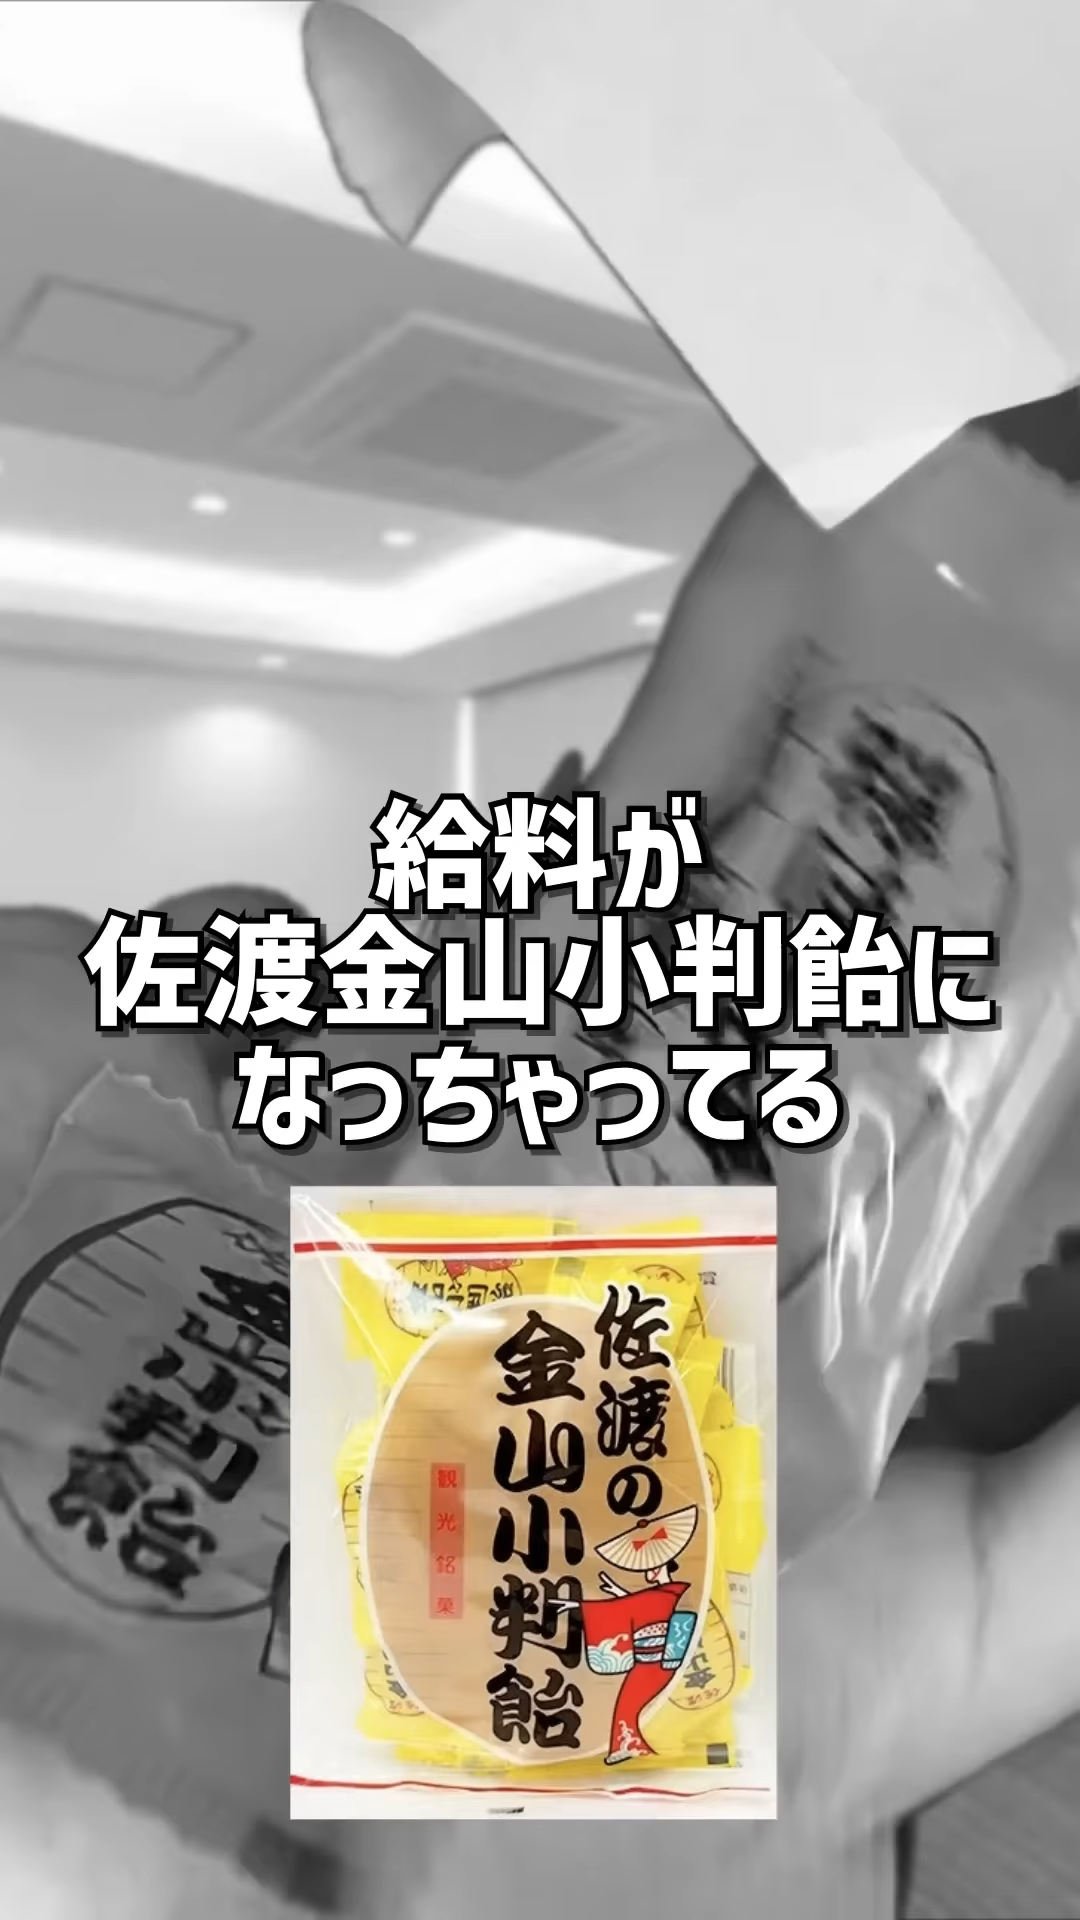 給料が
佐渡金山小判飴に
なっちゃってる
佐渡の
金山小判飴
観光銘菓